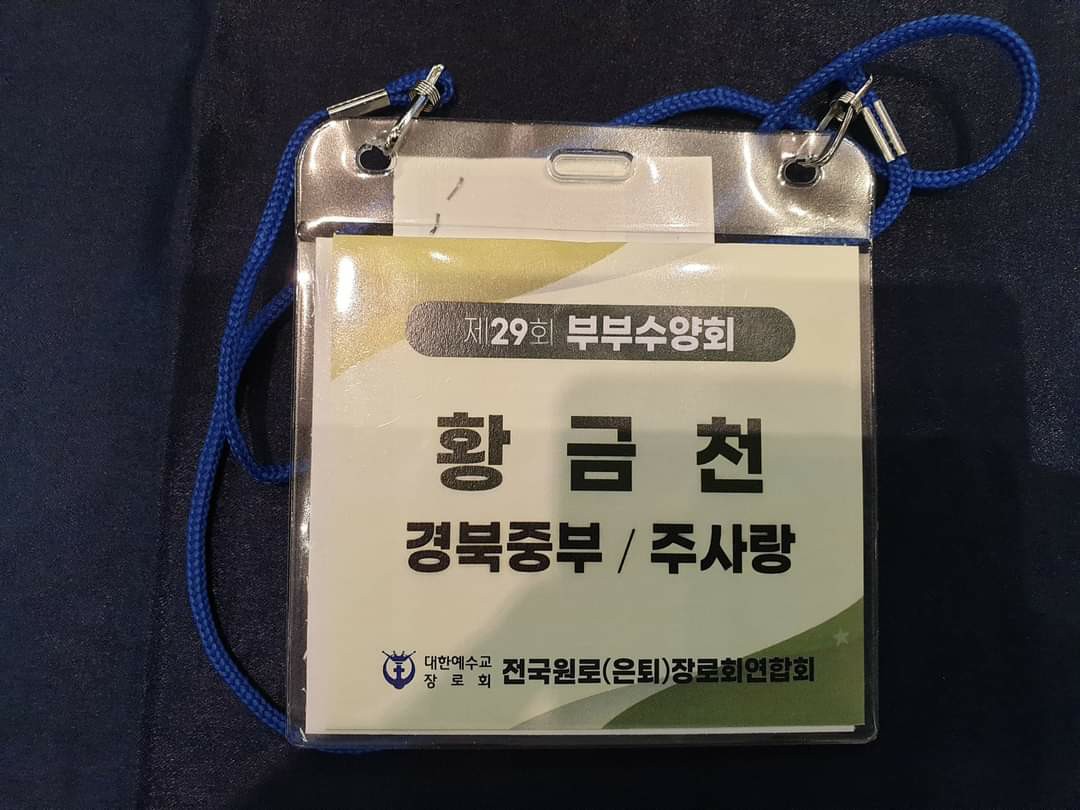 제29회 부부수양회
황 금 천
경북중부 / 주사랑
대한예수교
장 로 회
전국원로(은퇴)장로회연합회